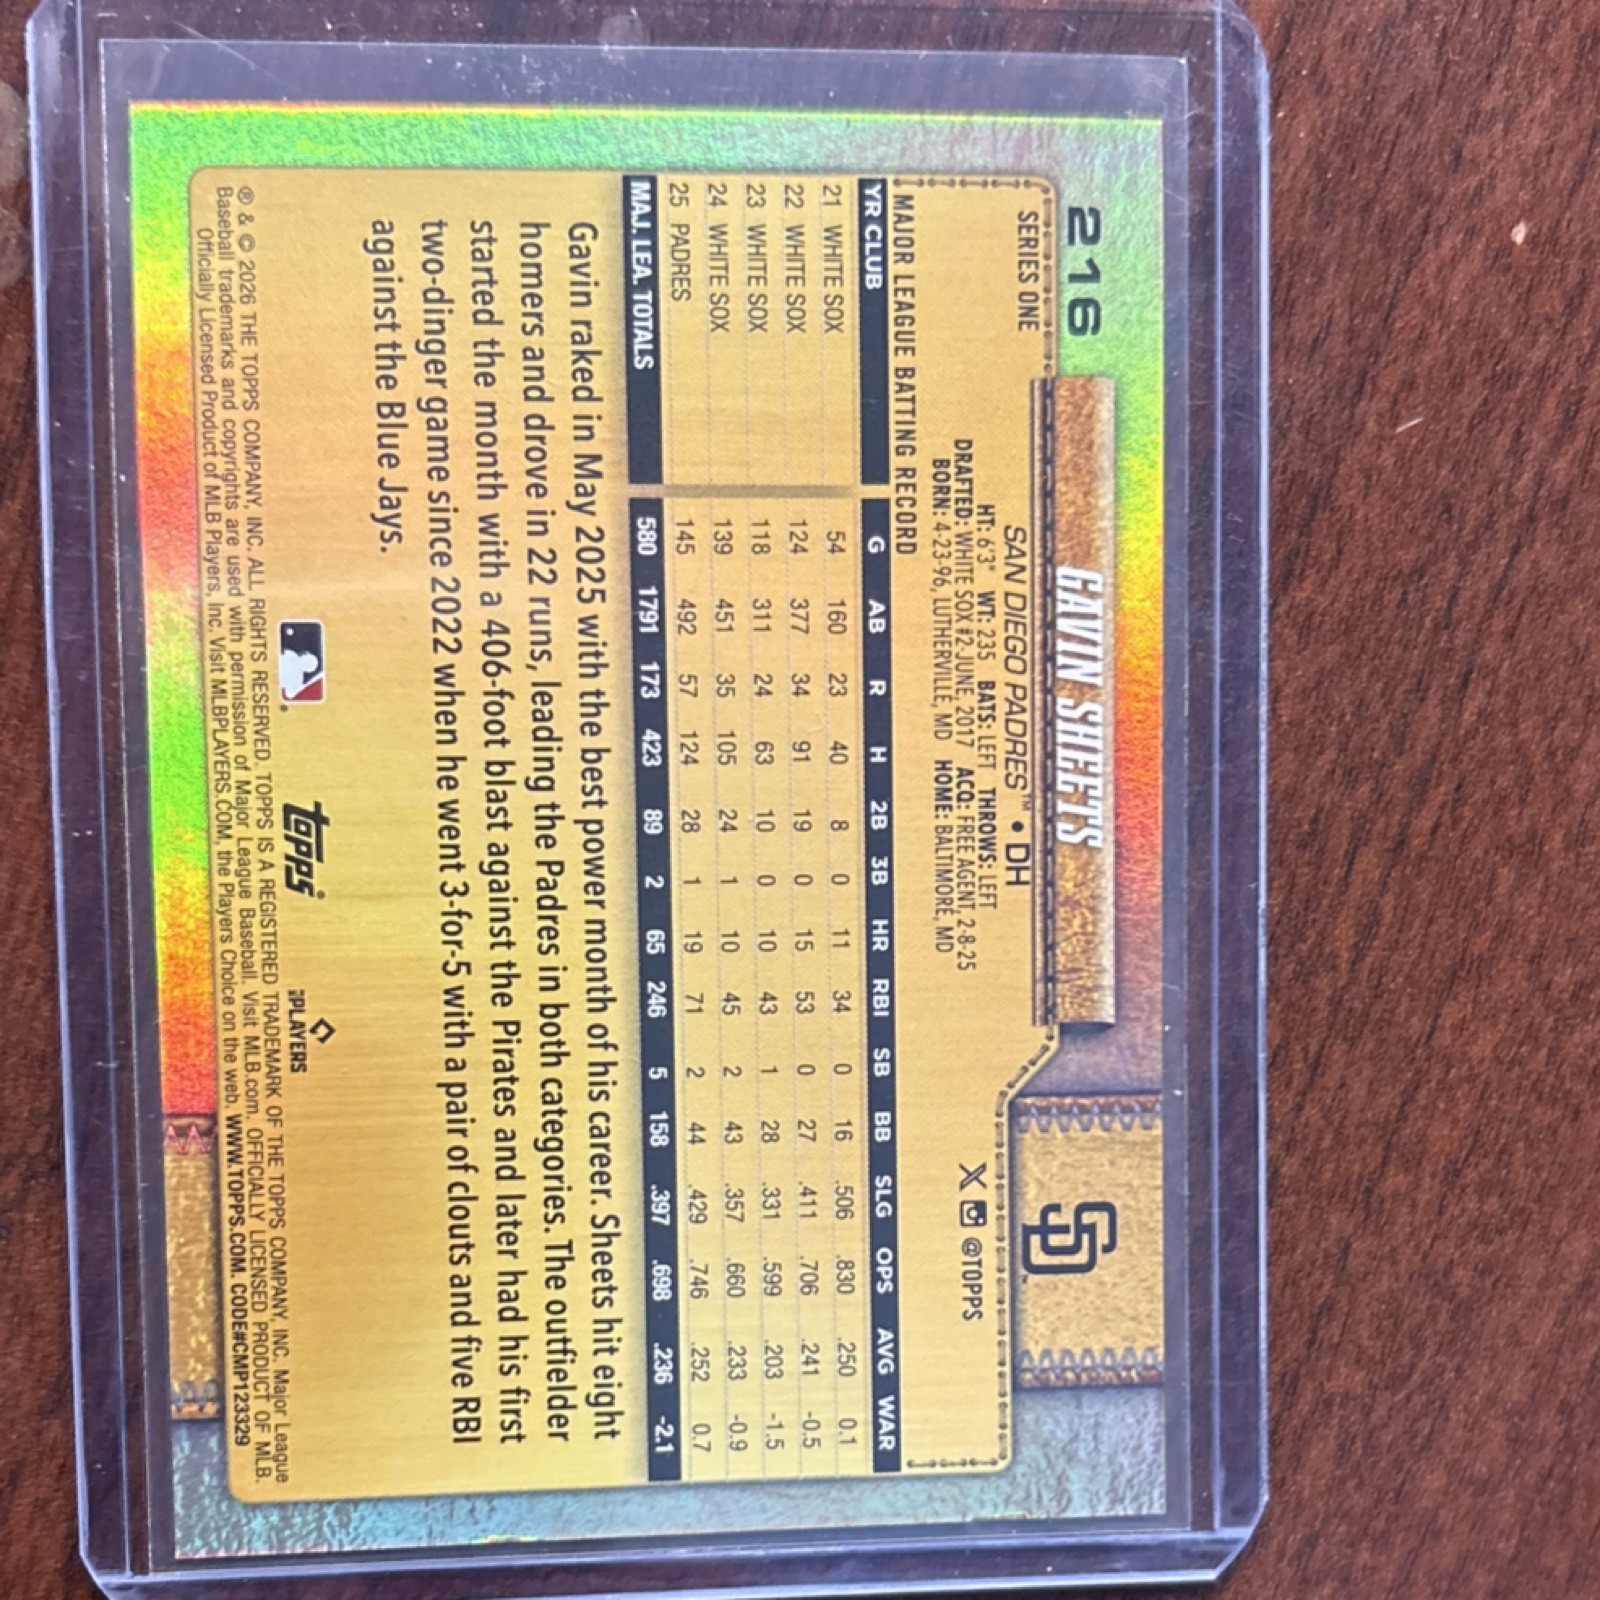 216
GAVIN SHEETS
SD
SERIES ONE
SAN DIEGO PADRES™ • DH
HT: 6'3" WT: 235 BATS: LEFT THROWS: LEFT
DRAFTED: WHITE SOX #2-JUNE, 2017 ACQ: FREE AGENT, 2-8-25
BORN: 4-23-96, LUTHERVILLE, MD HOME: BALTIMORE, MD
X @TOPPS
MAJOR LEAGUE BATTING RECORD
YR CLUB G AB R H 2B 3B HR RBI SB BB SLG OPS AVG WAR
21 WHITE SOX 54 160 23 40 8 0 11 34 0 16 .506 .830 .250 0.1
22 WHITE SOX 124 377 34 91 19 0 15 53 0 27 .411 .706 .241 -0.5
23 WHITE SOX 118 311 24 63 10 0 10 43 1 28 .331 .599 .203 -1.5
24 WHITE SOX 139 451 35 105 24 1 10 45 2 43 .357 .660 .233 -0.9
25 PADRES 145 492 57 124 28 1 19 71 2 44 .429 .746 .252 0.7
MAJ. LEA. TOTALS 580 1791 173 423 89 2 65 246 5 158 .397 .698 .236 -2.1
Gavin raked in May 2025 with the best power month of his career. Sheets hit eight
homers and drove in 22 runs, leading the Padres in both categories. The outfielder
started the month with a 406-foot blast against the Pirates and later had his first
two-dinger game since 2022 when he went 3-for-5 with a pair of clouts and five RBI
against the Blue Jays.
topps®
PLAYERS
® & © 2026 THE TOPPS COMPANY, INC. ALL RIGHTS RESERVED. TOPPS IS A REGISTERED TRADEMARK OF THE TOPPS COMPANY, INC. Major League
Baseball trademarks and copyrights are used with permission of Major League Baseball. Visit MLB.com. OFFICIALLY LICENSED PRODUCT OF MLB
Officially Licensed Product of MLB Players, Inc. Visit MLBPLAYERS.COM, the Players Choice on the web. WWW.TOPPS.COM. CODE#CMP123329